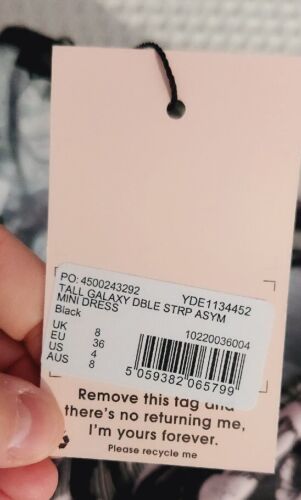 PO: 4500243292 YDE1134452
TALL GALAXY DBLE STRP ASYM
MINI DRESS
Black
UK 8 10220036004
EU 36
US 4
AUS 8
5 059382 065799
Remove this tag and
there's no returning me,
I'm yours forever.
Please recycle me